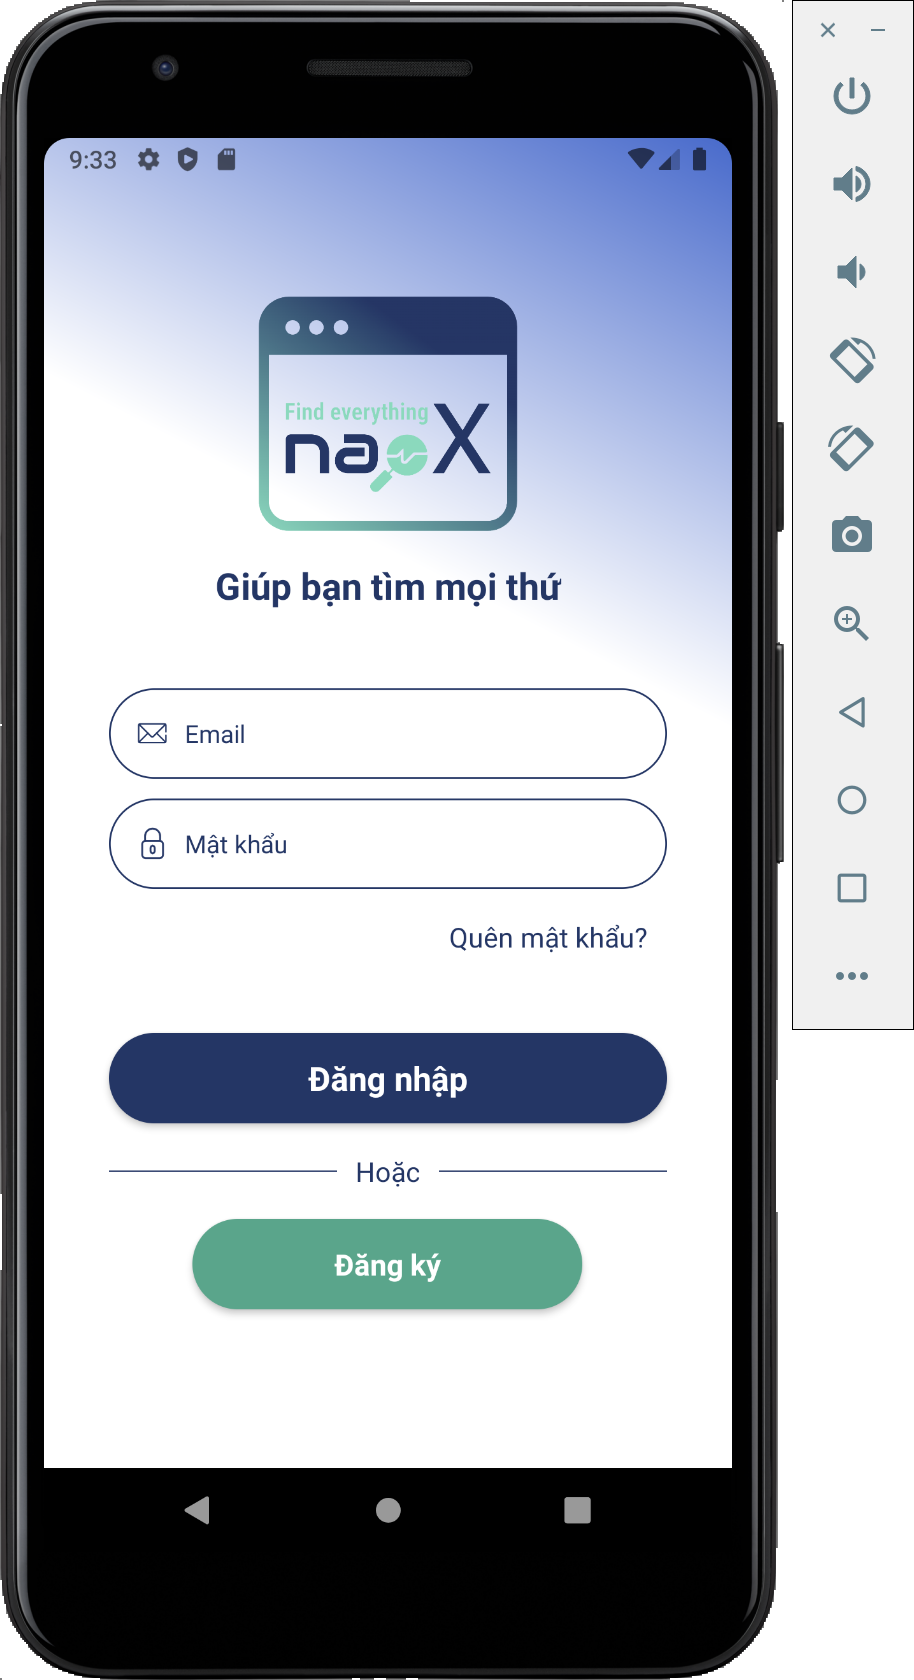 9:33
Find everything
naoX
Giúp bạn tìm mọi thứ
Email
Mật khẩu
Quên mật khẩu?
Đăng nhập
Hoặc
Đăng ký